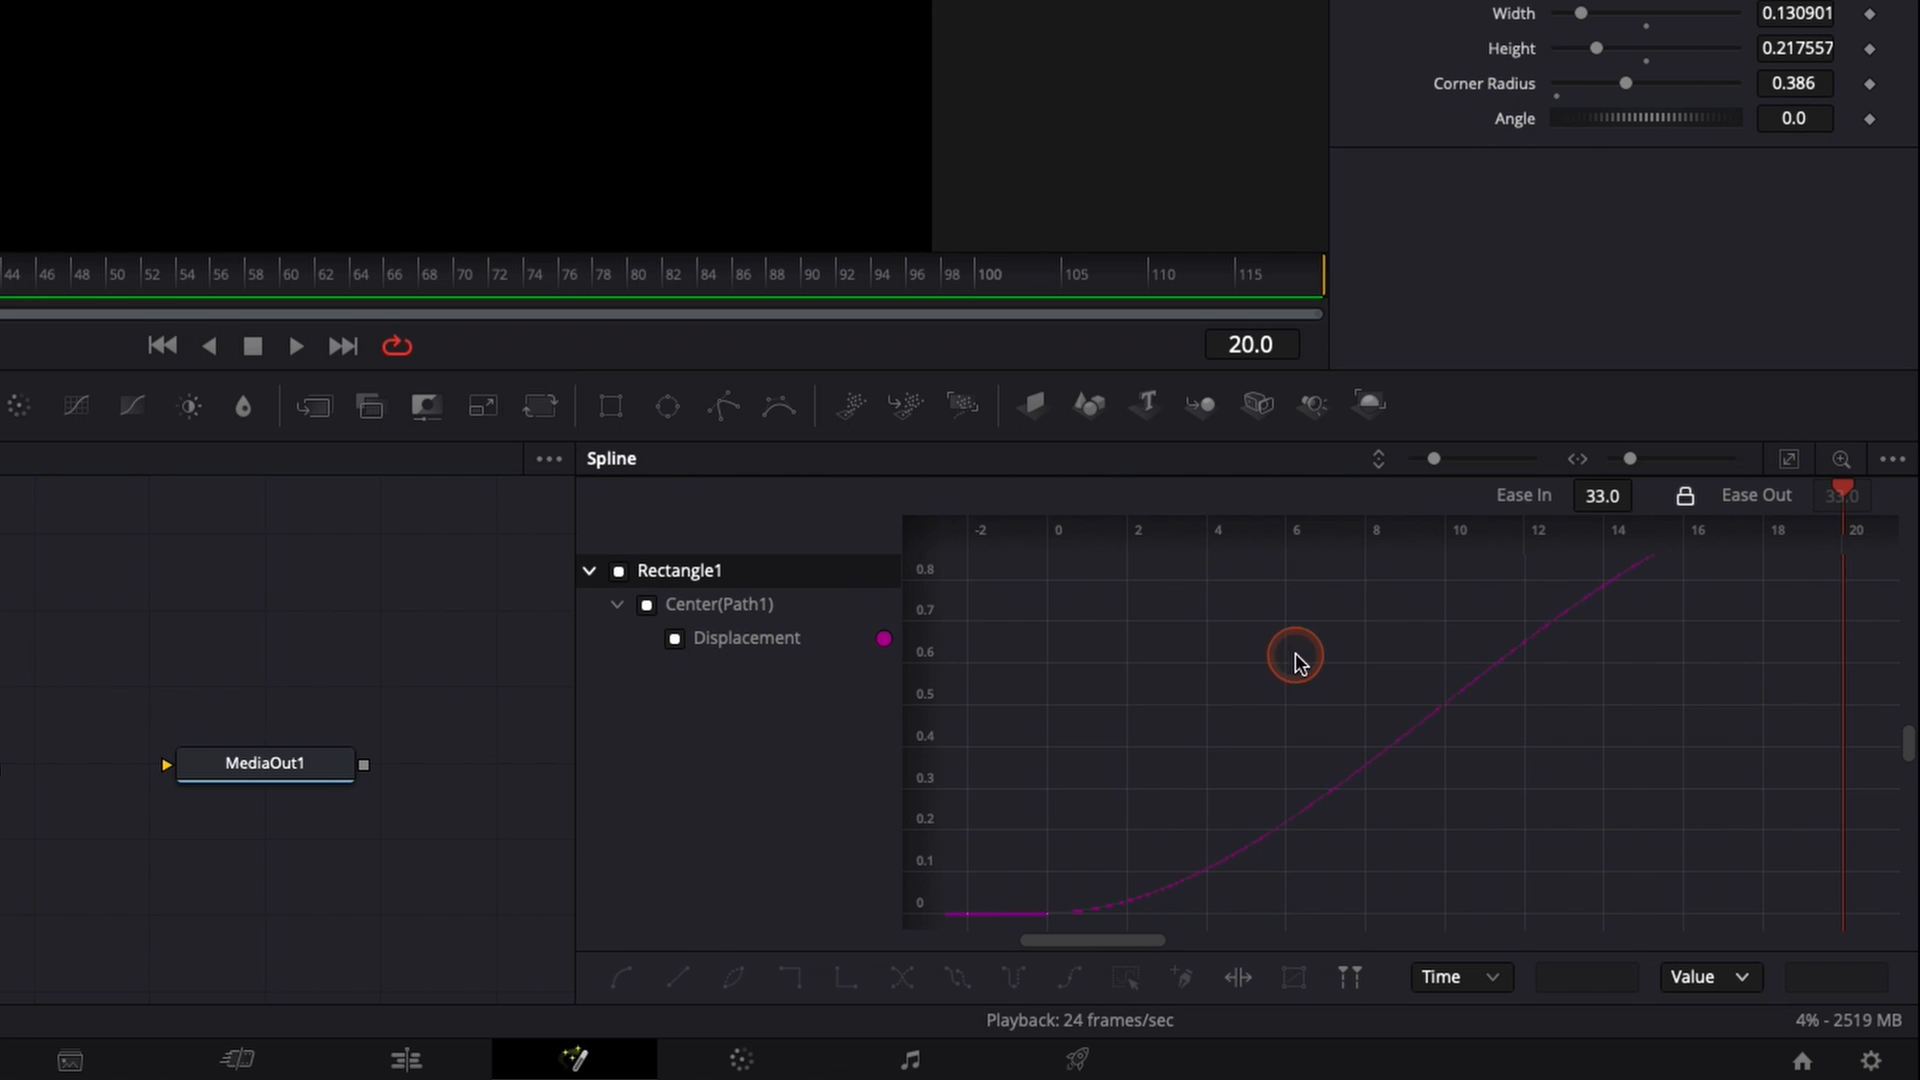 Width 0.130901
Height 0.217557
Corner Radius 0.386
Angle 0.0
44 46 48 50 52 54 56 58 60 62 64 66 68 70 72 74 76 78 80 82 84 86 88 90 92 94 96 98 100 105 110 115
20.0
Spline
Ease In 33.0 Ease Out 33.0
-2 0 2 4 6 8 10 12 14 16 18 20
Rectangle1
Center(Path1)
Displacement
0.8
0.7
0.6
0.5
0.4
0.3
0.2
0.1
0
MediaOut1
Time Value
Playback: 24 frames/sec
4% - 2519 MB